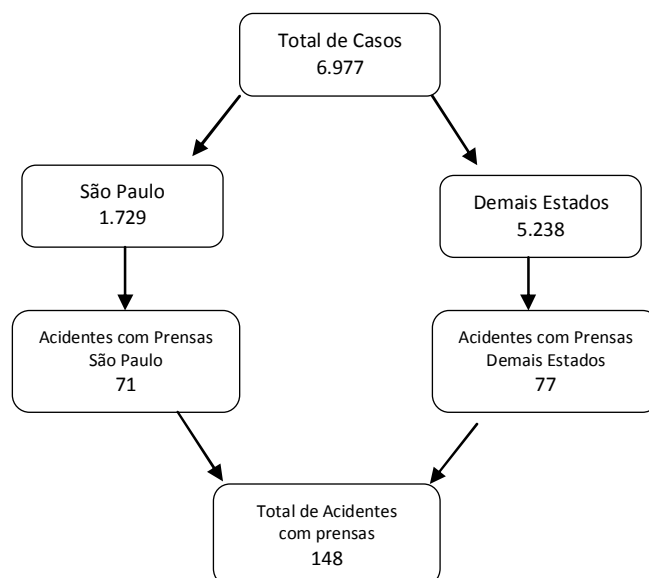 Total de Casos
6.977
São Paulo
1.729
Demais Estados
5.238
Acidentes com Prensas
São Paulo
71
Acidentes com Prensas
Demais Estados
77
Total de Acidentes
com prensas
148